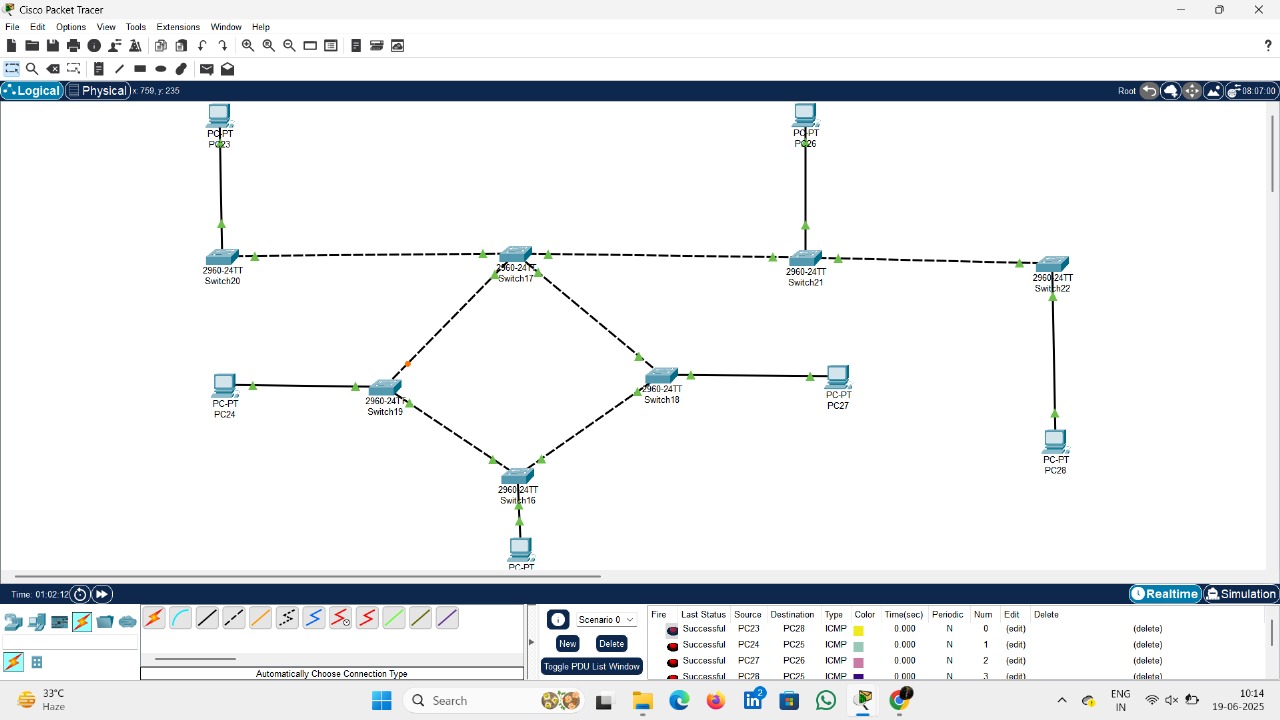 Cisco Packet Tracer
File Edit Options View Tools Extensions Window Help
Logical Physical x: 759, y: 235 Root 08:07:00
PC-PT
PC23
PC-PT
PC26
2960-24TT
Switch20
2960-24TT
Switch17
2960-24TT
Switch21
2960-24TT
Switch22
PC-PT
PC24
2960-24TT
Switch19
2960-24TT
Switch18
PC-PT
PC27
PC-PT
PC28
2960-24TT
Switch16
PC-PT
Time: 01:02:12 Realtime Simulation
Automatically Choose Connection Type
Scenario 0
New Delete
Toggle PDU List Window
Fire Last Status Source Destination Type Color Time(sec) Periodic Num Edit Delete
Successful PC23 PC28 ICMP 0.000 N 0 (edit) (delete)
Successful PC24 PC25 ICMP 0.000 N 1 (edit) (delete)
Successful PC27 PC26 ICMP 0.000 N 2 (edit) (delete)
Successful PC28 PC25 ICMP 0.000 N 3 (edit) (delete)
33°C
Haze
Search
2
ENG
IN
10:14
19-06-2025